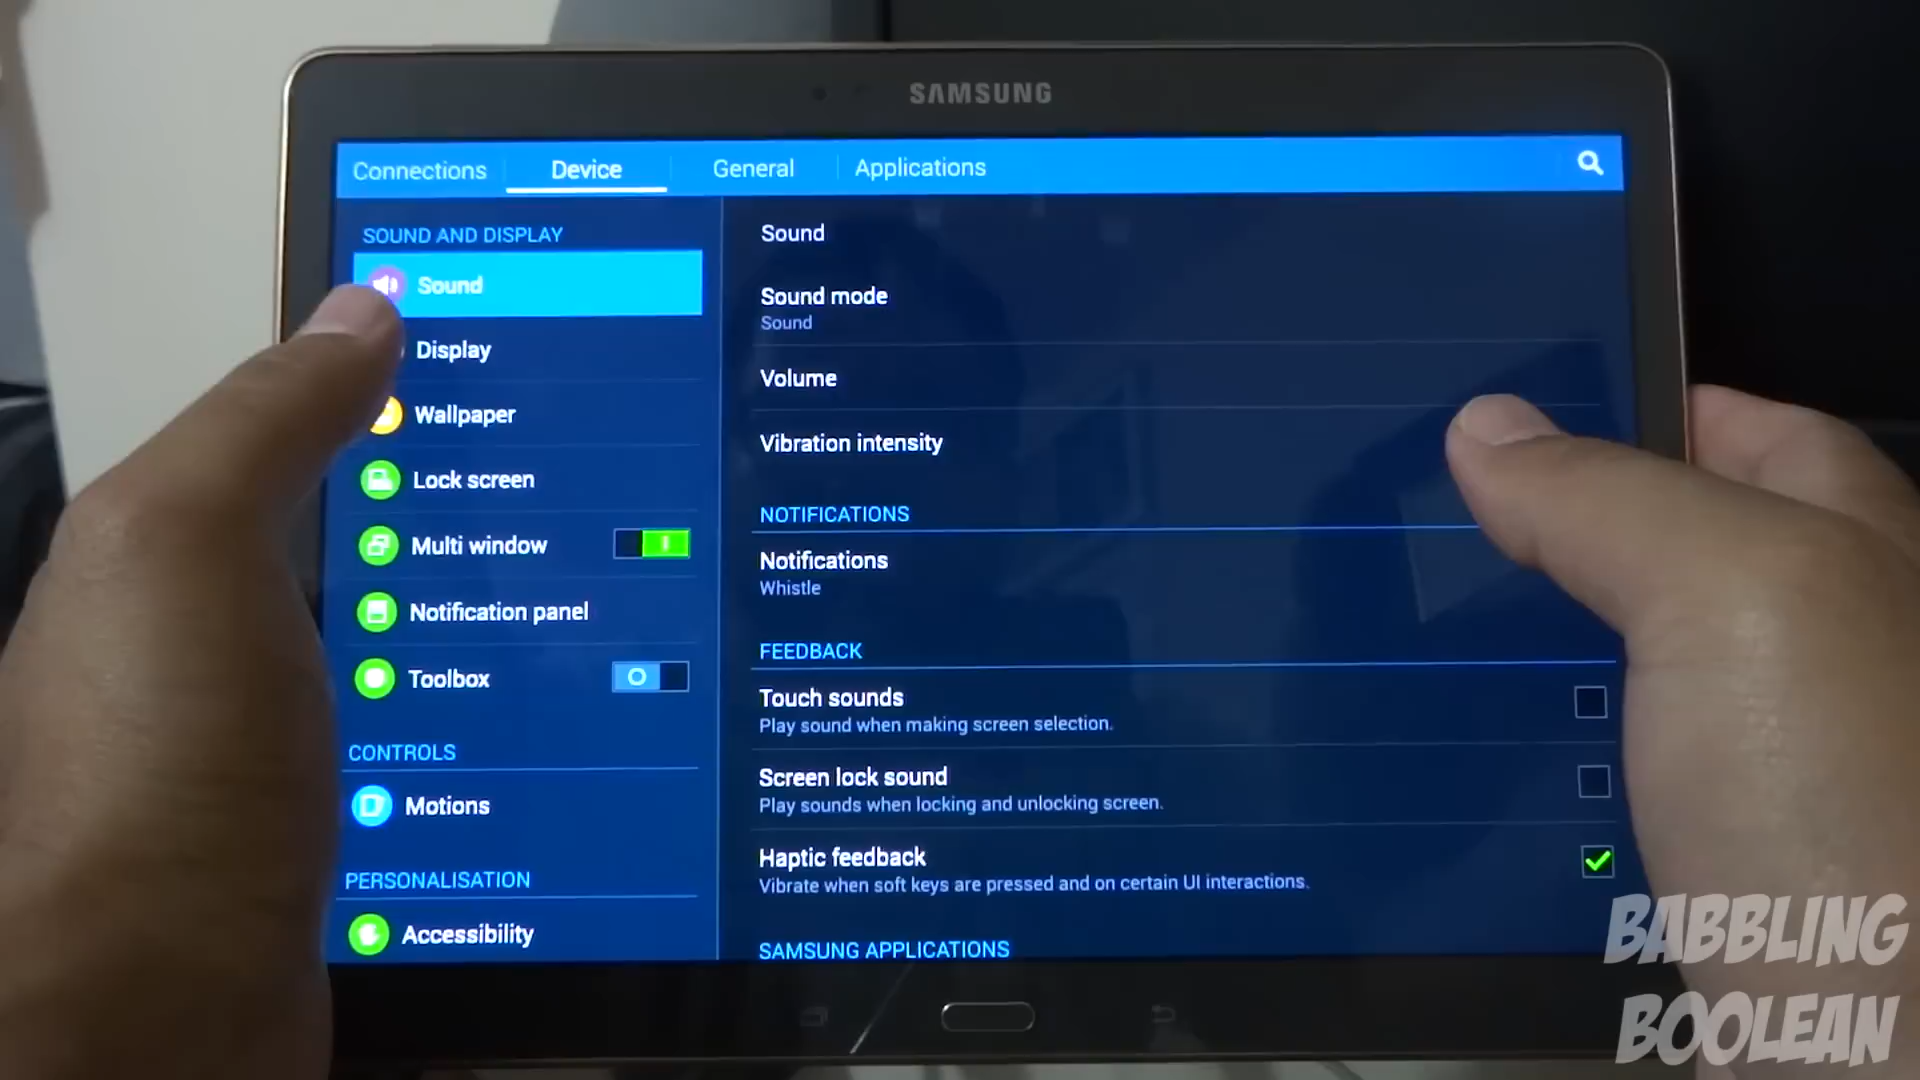 SAMSUNG
Connections
Device
General
Applications
SOUND AND DISPLAY
Sound
Display
Wallpaper
Lock screen
Multi window
Notification panel
Toolbox
CONTROLS
Motions
PERSONALISATION
Accessibility
Sound
Sound mode
Sound
Volume
Vibration intensity
NOTIFICATIONS
Notifications
Whistle
FEEDBACK
Touch sounds
Play sound when making screen selection.
Screen lock sound
Play sounds when locking and unlocking screen.
Haptic feedback
Vibrate when soft keys are pressed and on certain UI interactions.
SAMSUNG APPLICATIONS
BABBLING
BOOLEAN